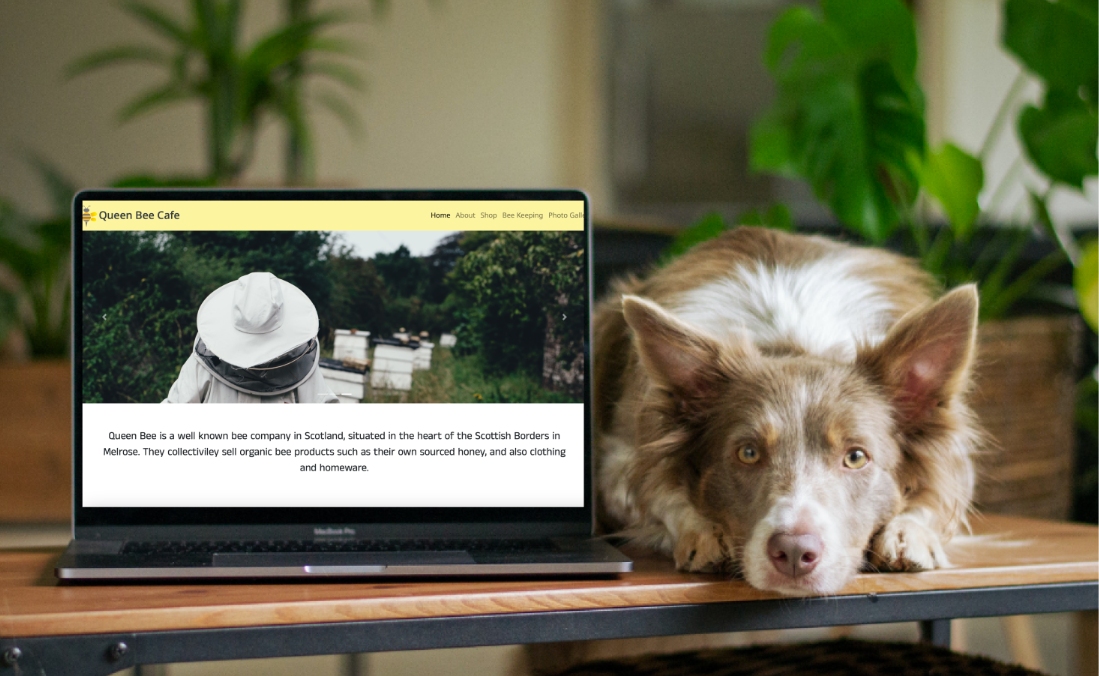 Queen Bee Cafe
Home About Shop Bee Keeping Photo Gall
Queen Bee is a well known bee company in Scotland, situated in the heart of the Scottish Borders in
Melrose. They collectiviley sell organic bee products such as their own sourced honey, and also clothing
and homeware.
MacBook Pro